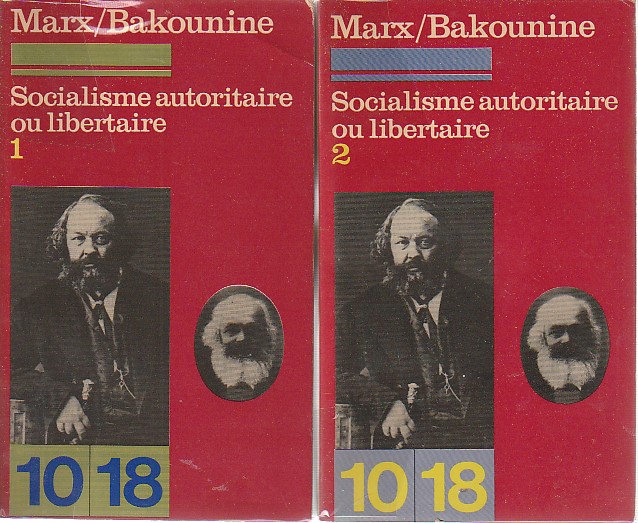 Marx/Bakounine
Socialisme autoritaire
ou libertaire
1
10 18
Marx/Bakounine
Socialisme autoritaire
ou libertaire
2
10 18